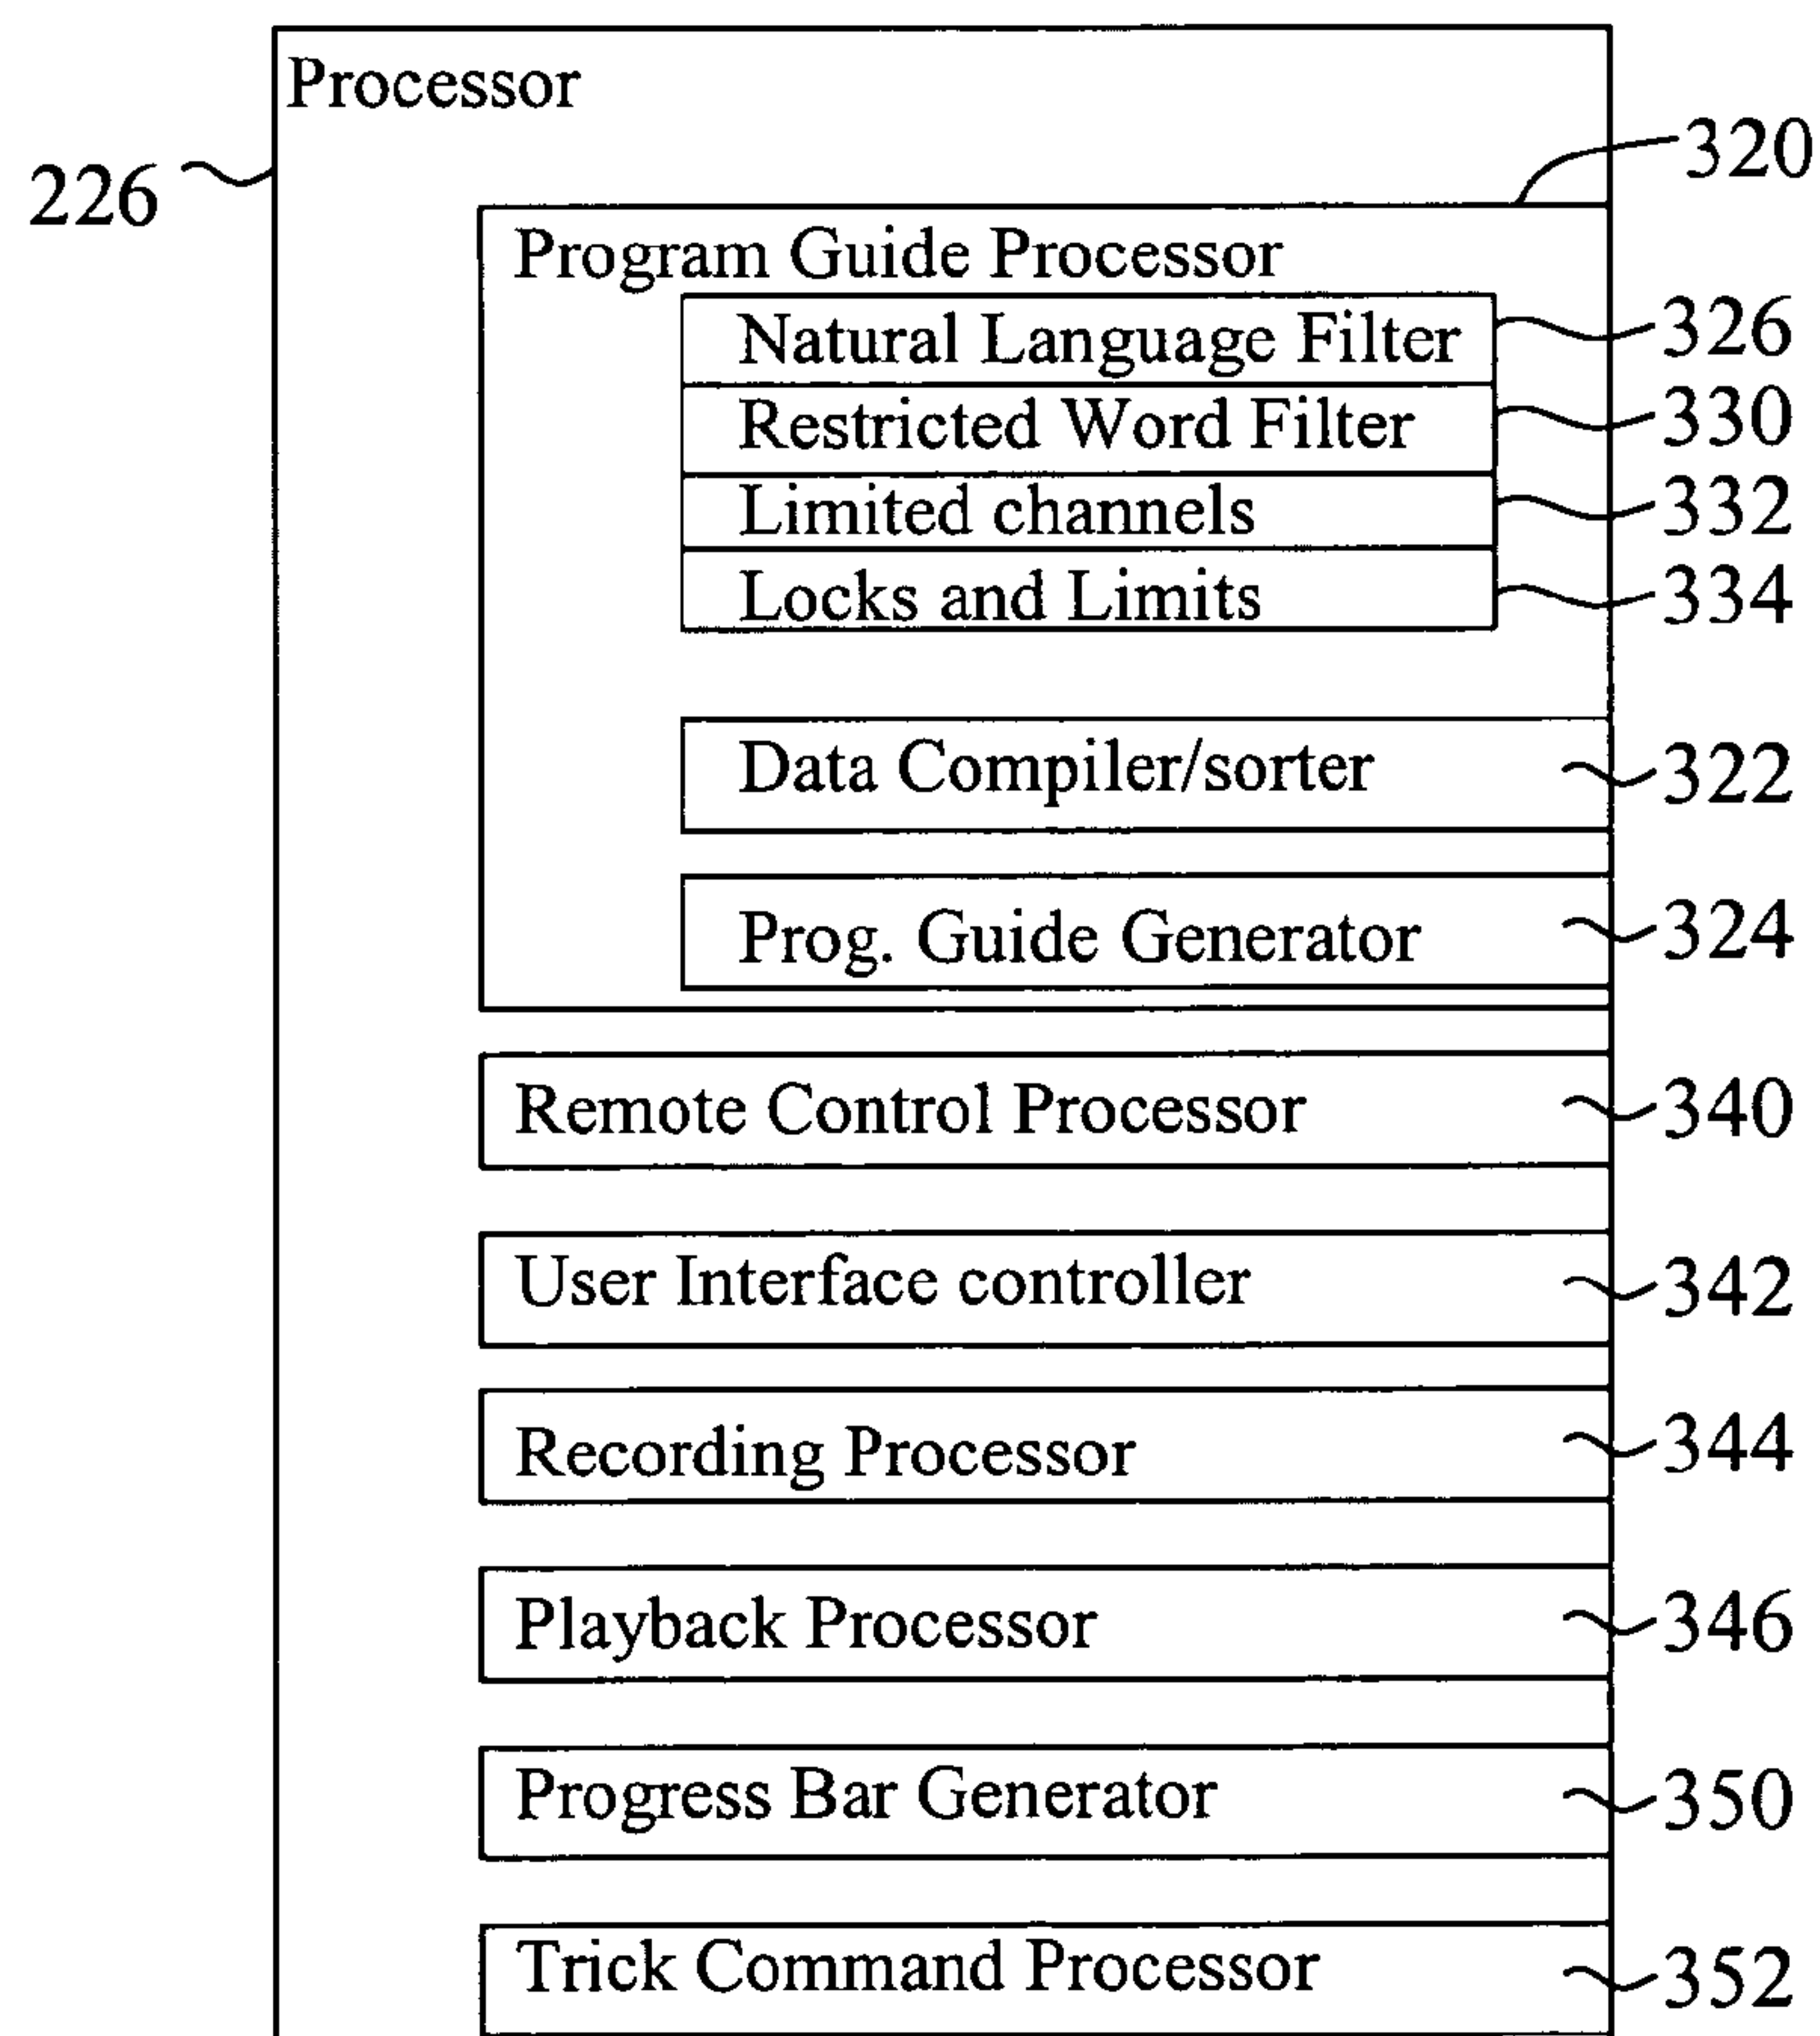 Processor
226
320
Program Guide Processor
Natural Language Filter 326
Restricted Word Filter 330
Limited channels 332
Locks and Limits 334
Data Compiler/sorter 322
Prog. Guide Generator 324
Remote Control Processor 340
User Interface controller 342
Recording Processor 344
Playback Processor 346
Progress Bar Generator 350
Trick Command Processor 352